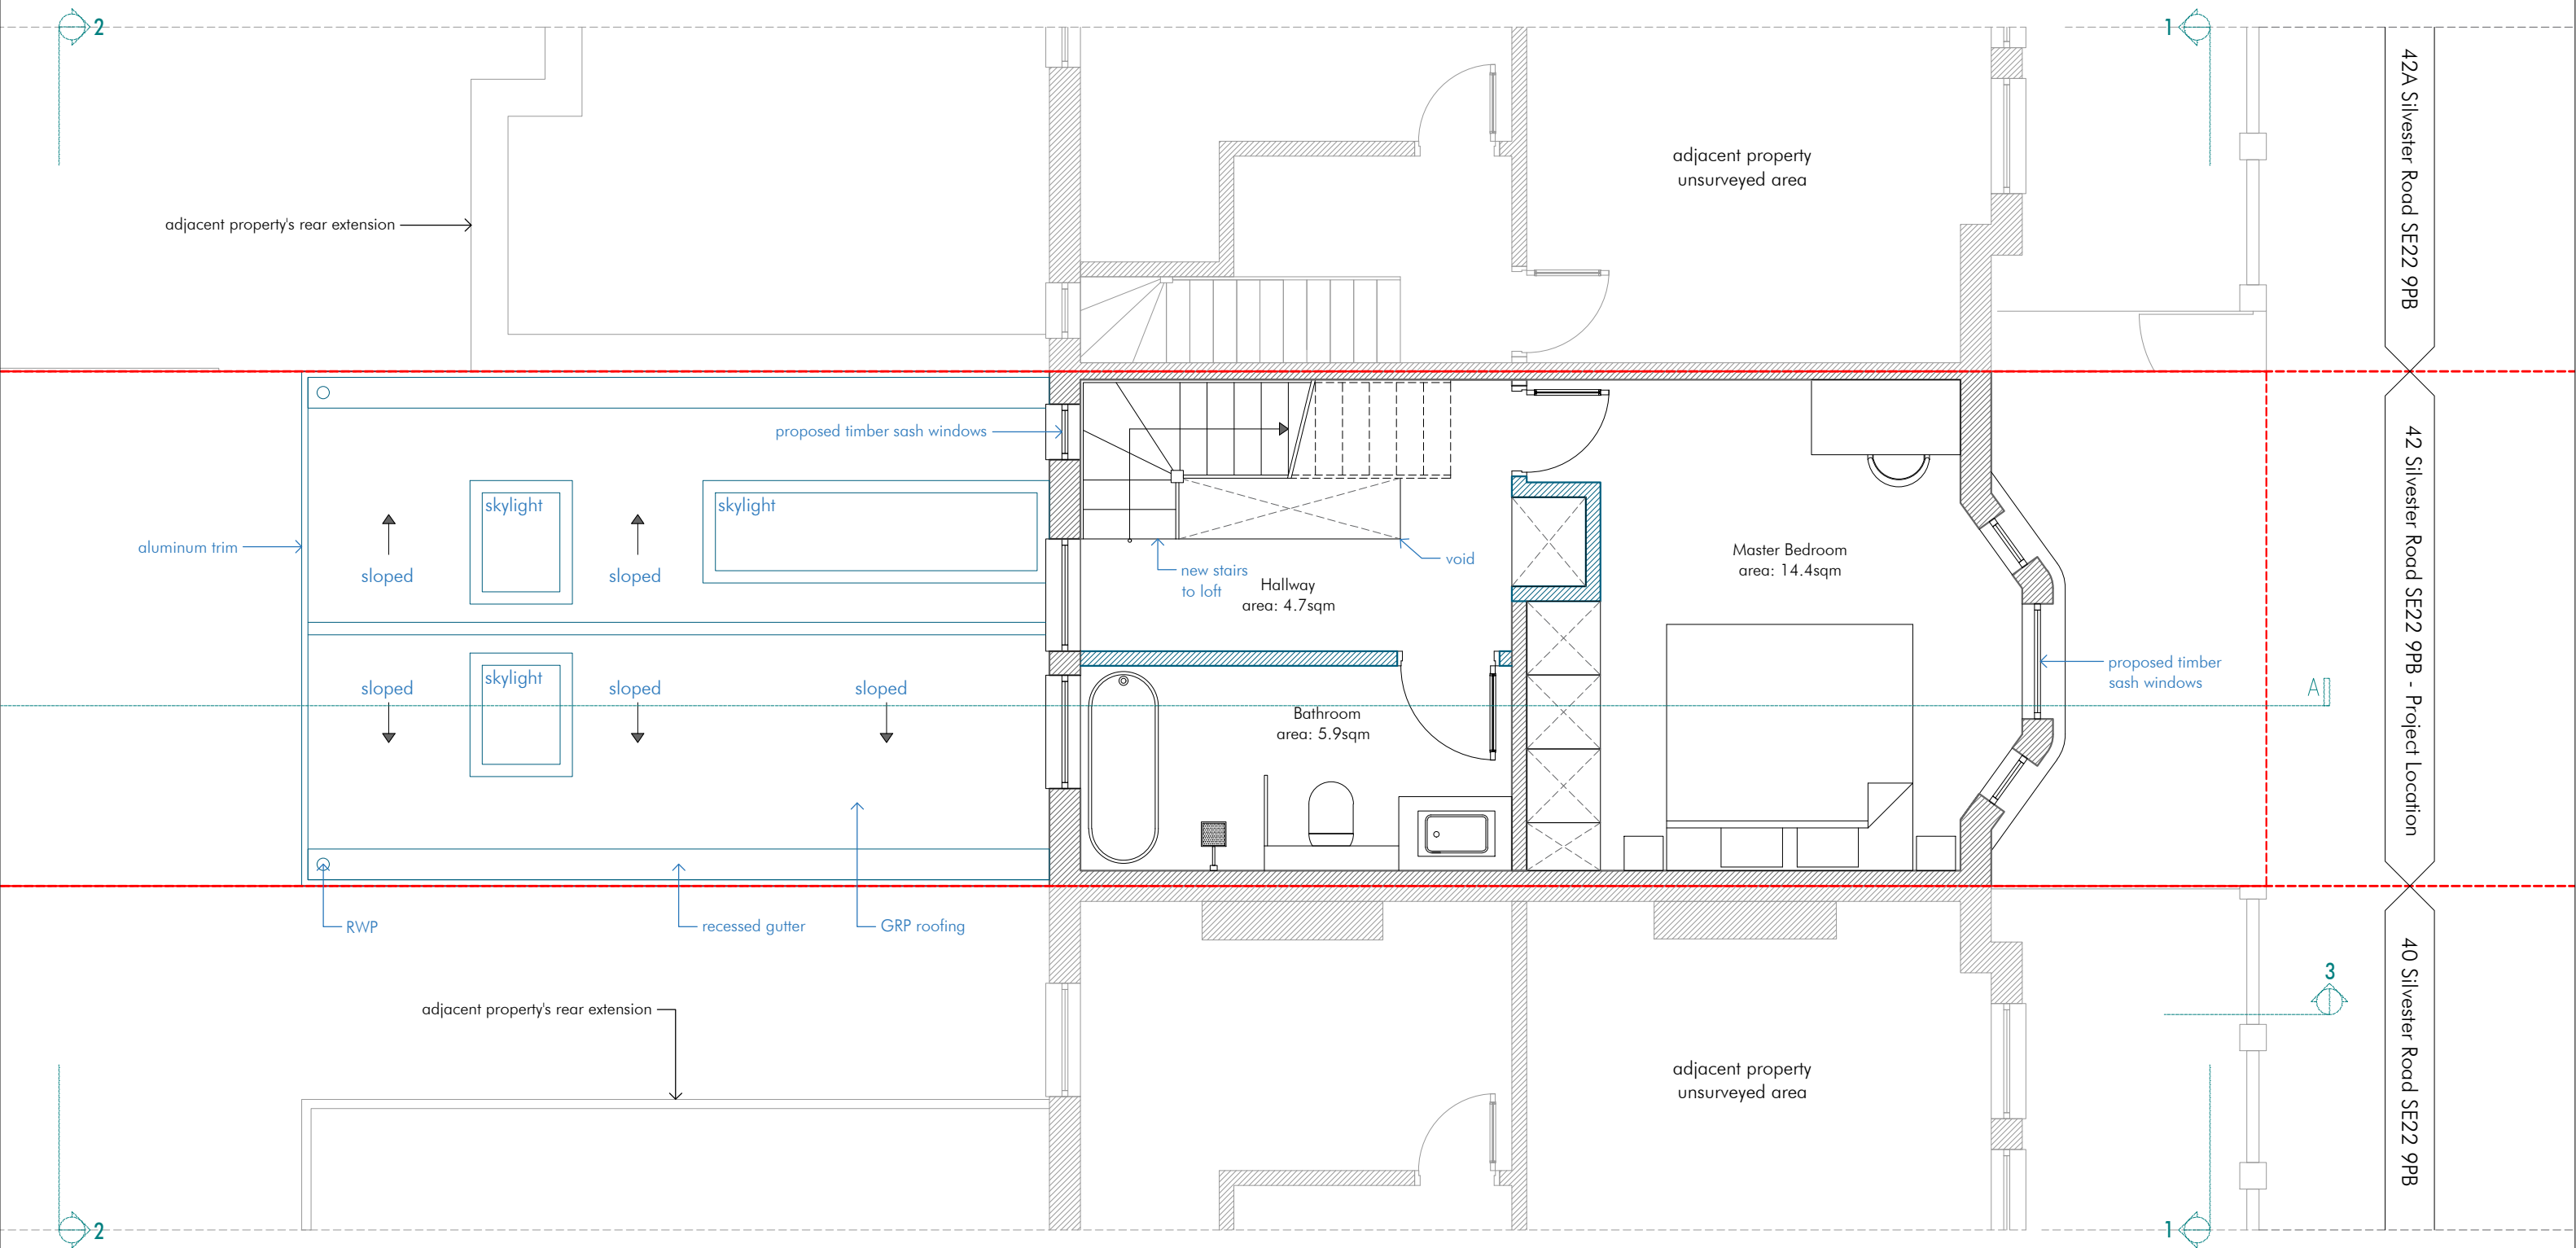 2
1
42A Silvester Road SE22 9PB
adjacent property
unsurveyed area
adjacent property's rear extension
proposed timber sash windows
skylight
skylight
aluminum trim
sloped
sloped
new stairs
to loft
void
Hallway
area: 4.7sqm
Master Bedroom
area: 14.4sqm
42 Silvester Road SE22 9PB - Project Location
skylight
sloped
sloped
sloped
Bathroom
area: 5.9sqm
proposed timber
sash windows
A
RWP
recessed gutter
GRP roofing
adjacent property's rear extension
adjacent property
unsurveyed area
3
40 Silvester Road SE22 9PB
2
1